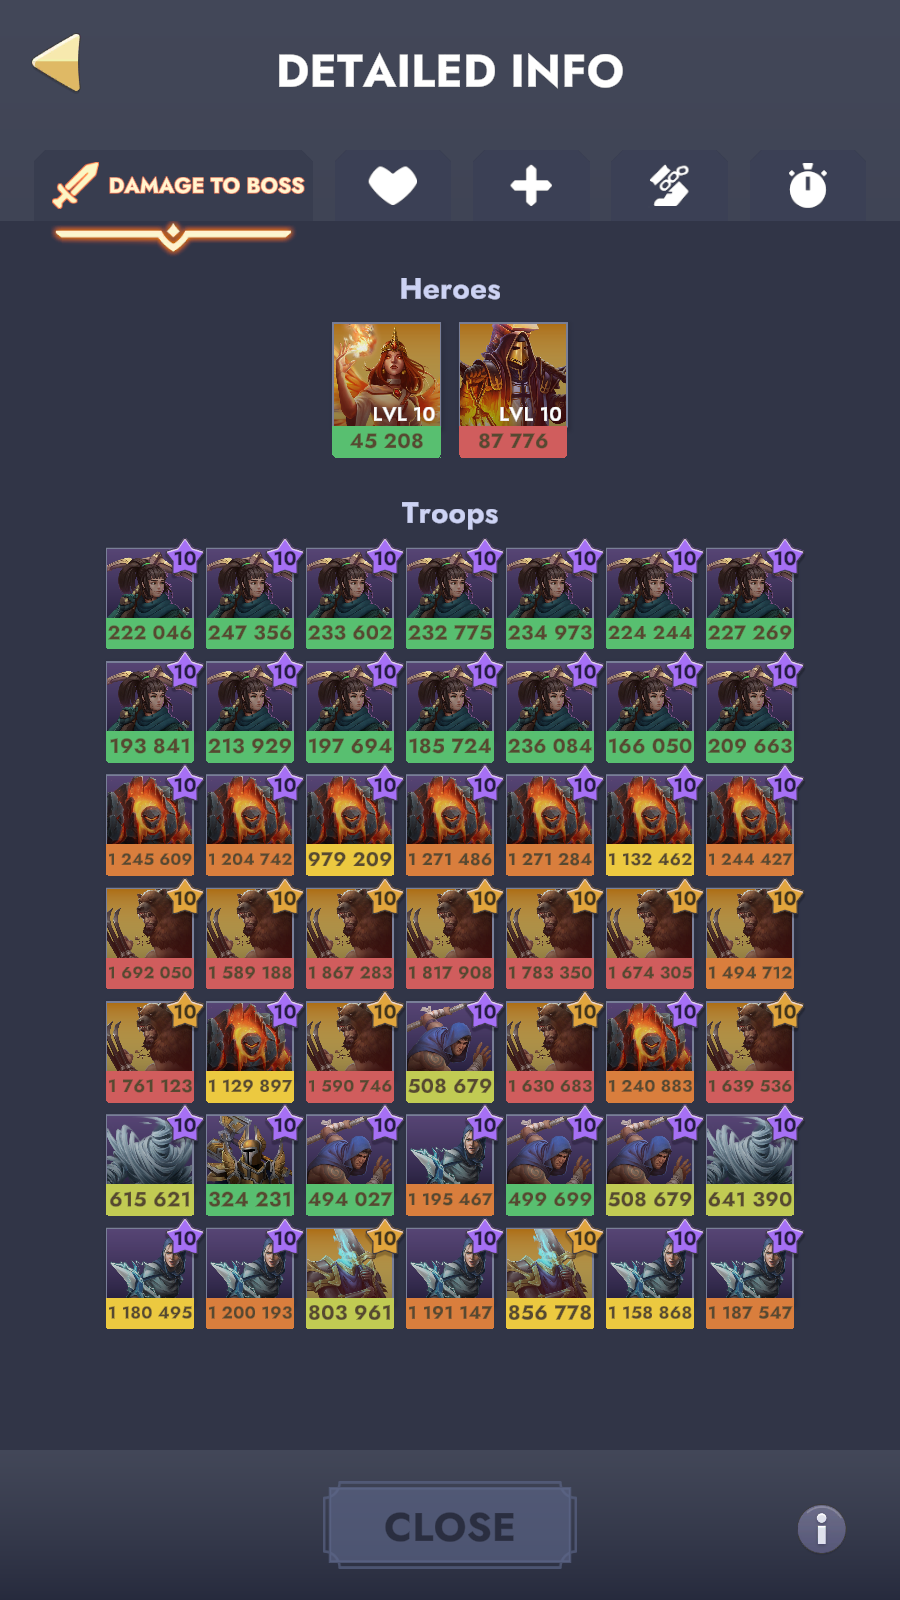 DETAILED INFO
DAMAGE TO BOSS
Heroes
LVL 10 LVL 10
45 208 87 776
Troops
10 10 10 10 10 10 10
222 046 247 356 233 602 232 775 234 973 224 244 227 269
10 10 10 10 10 10 10
193 841 213 929 197 694 185 724 236 084 166 050 209 663
10 10 10 10 10 10 10
1 245 609 1 204 742 979 209 1 271 486 1 271 284 1 132 462 1 244 427
10 10 10 10 10 10 10
1 692 050 1 589 188 1 867 283 1 817 908 1 783 350 1 674 305 1 494 712
10 10 10 10 10 10 10
1 761 123 1 129 897 1 590 746 508 679 1 630 683 1 240 883 1 639 536
10 10 10 10 10 10 10
615 621 324 231 494 027 1 195 467 499 699 508 679 641 390
10 10 10 10 10 10 10
1 180 495 1 200 193 803 961 1 191 147 856 778 1 158 868 1 187 547
CLOSE
i